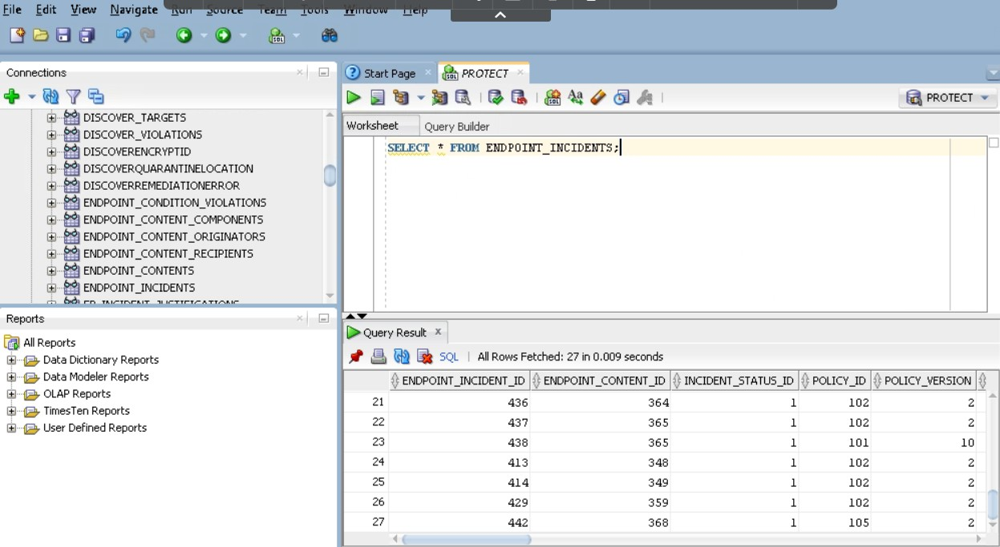 File Edit View Navigate Run Source Team Tools Window Help
Connections
DISCOVER_TARGETS
DISCOVER_VIOLATIONS
DISCOVERENCRYPTID
DISCOVERQUARANTINELOCATION
DISCOVERREMEDIATIONERROR
ENDPOINT_CONDITION_VIOLATIONS
ENDPOINT_CONTENT_COMPONENTS
ENDPOINT_CONTENT_ORIGINATORS
ENDPOINT_CONTENT_RECIPIENTS
ENDPOINT_CONTENTS
ENDPOINT_INCIDENTS
Reports
All Reports
Data Dictionary Reports
Data Modeler Reports
OLAP Reports
TimesTen Reports
User Defined Reports
Start Page PROTECT
PROTECT
Worksheet Query Builder
SELECT * FROM ENDPOINT_INCIDENTS;
Query Result
SQL All Rows Fetched: 27 in 0.009 seconds
ENDPOINT_INCIDENT_ID ENDPOINT_CONTENT_ID INCIDENT_STATUS_ID POLICY_ID POLICY_VERSION
21 436 364 1 102 2
22 437 365 1 102 2
23 438 365 1 101 10
24 413 348 1 102 2
25 414 349 1 102 2
26 429 359 1 102 2
27 442 368 1 105 2